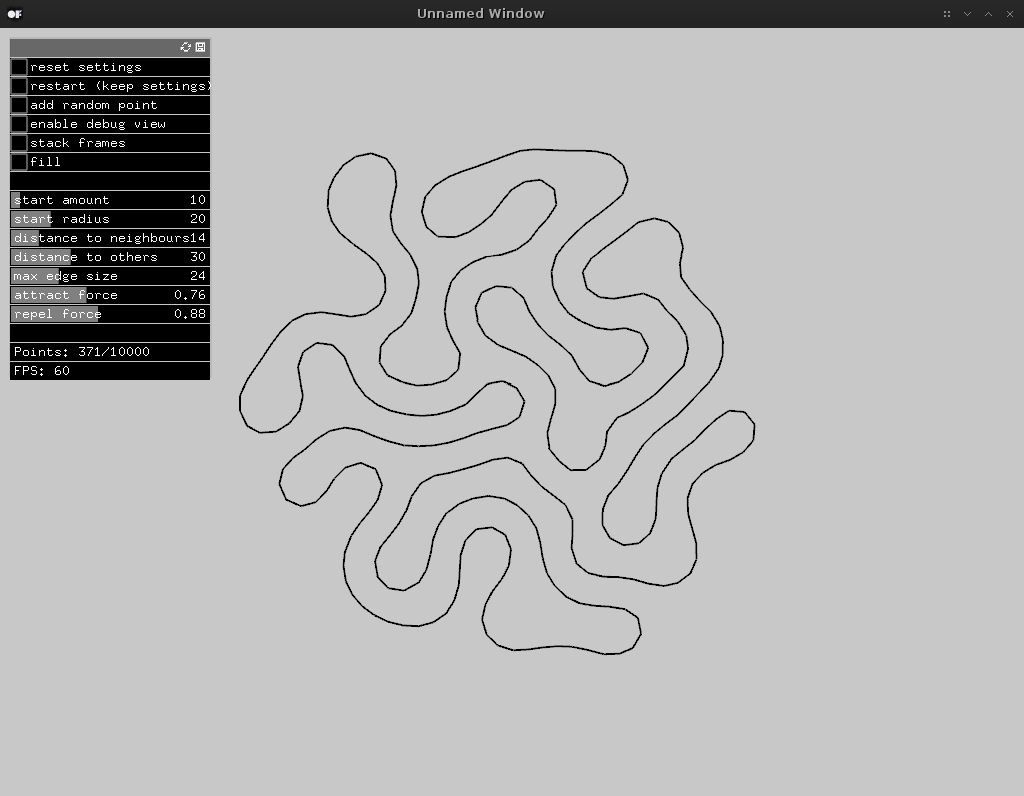 OF
Unnamed Window
reset settings
restart (keep settings)
add random point
enable debug view
stack frames
fill
start amount 10
start radius 20
distance to neighbours14
distance to others 30
max edge size 24
attract force 0.76
repel force 0.88
Points: 371/10000
FPS: 60